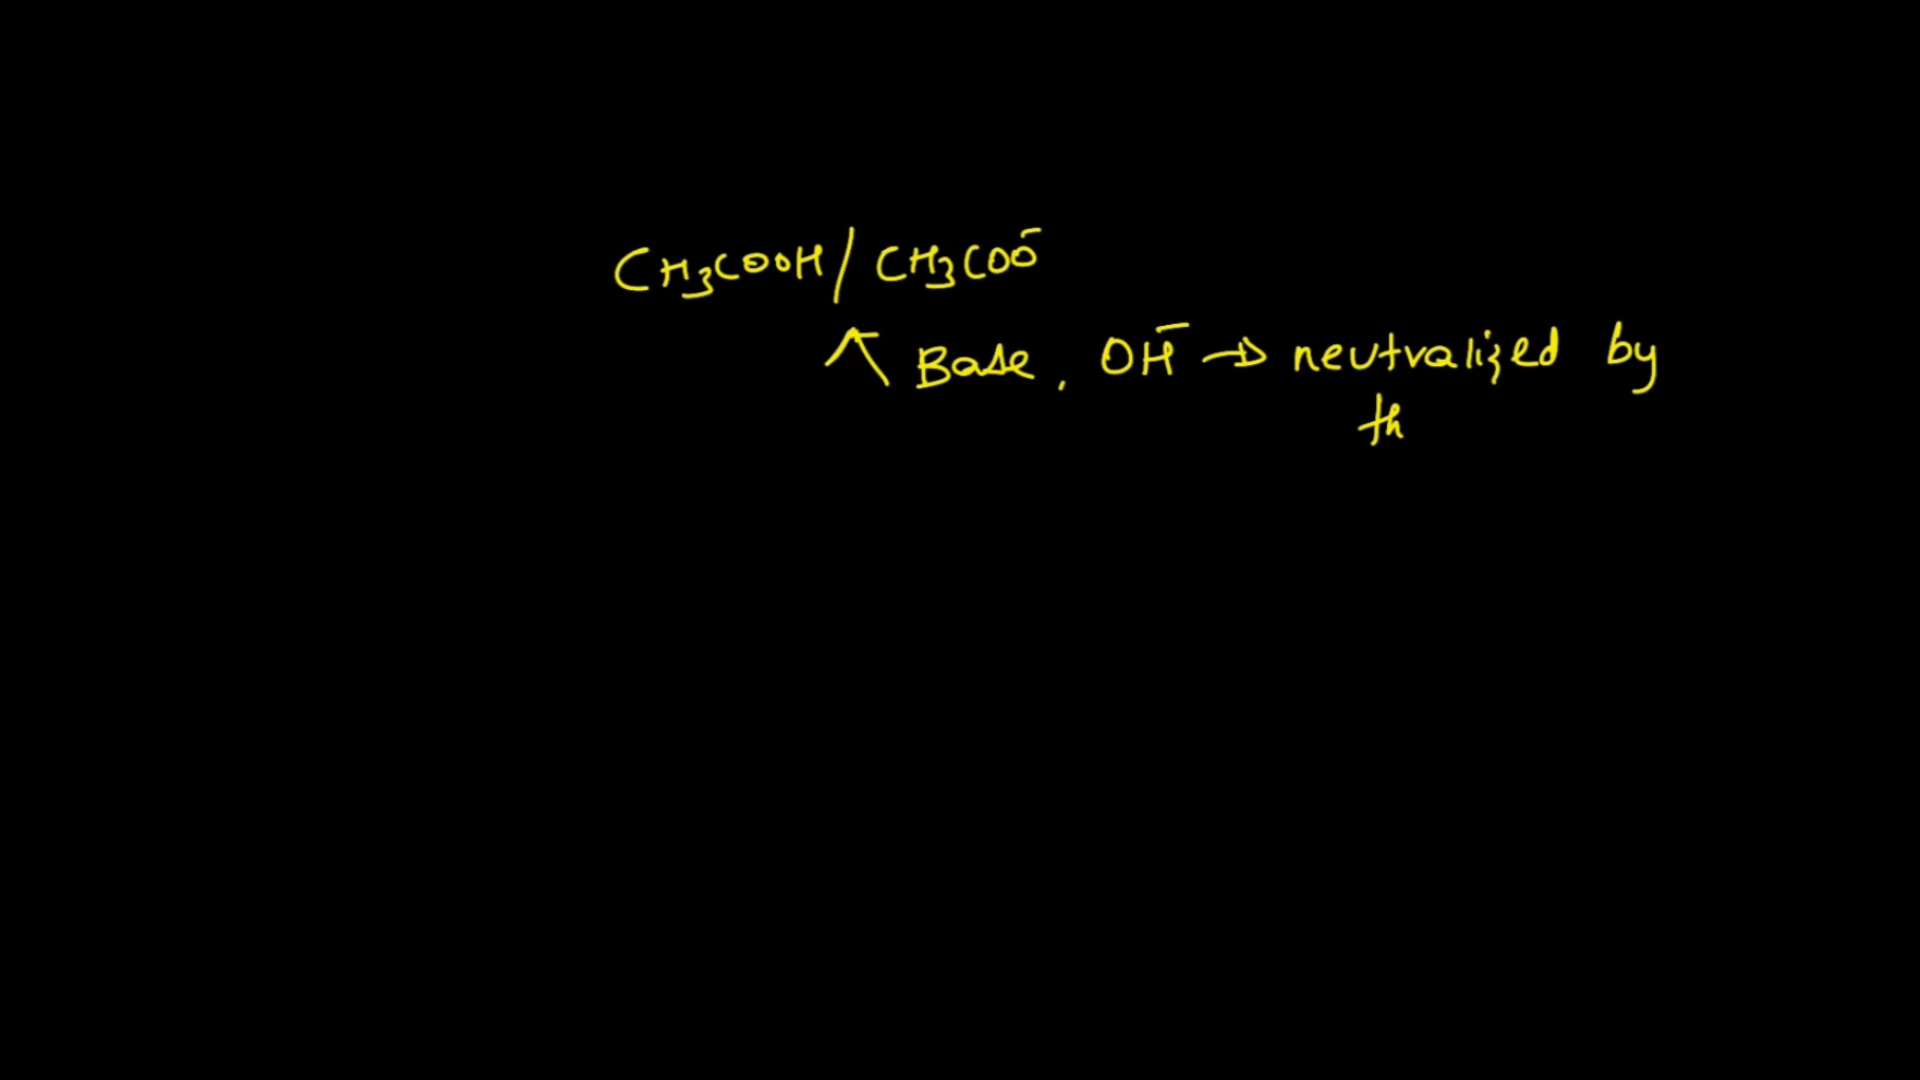 CH3COOH/CH3COO⁻
Base, OH⁻ → neutralized by
th